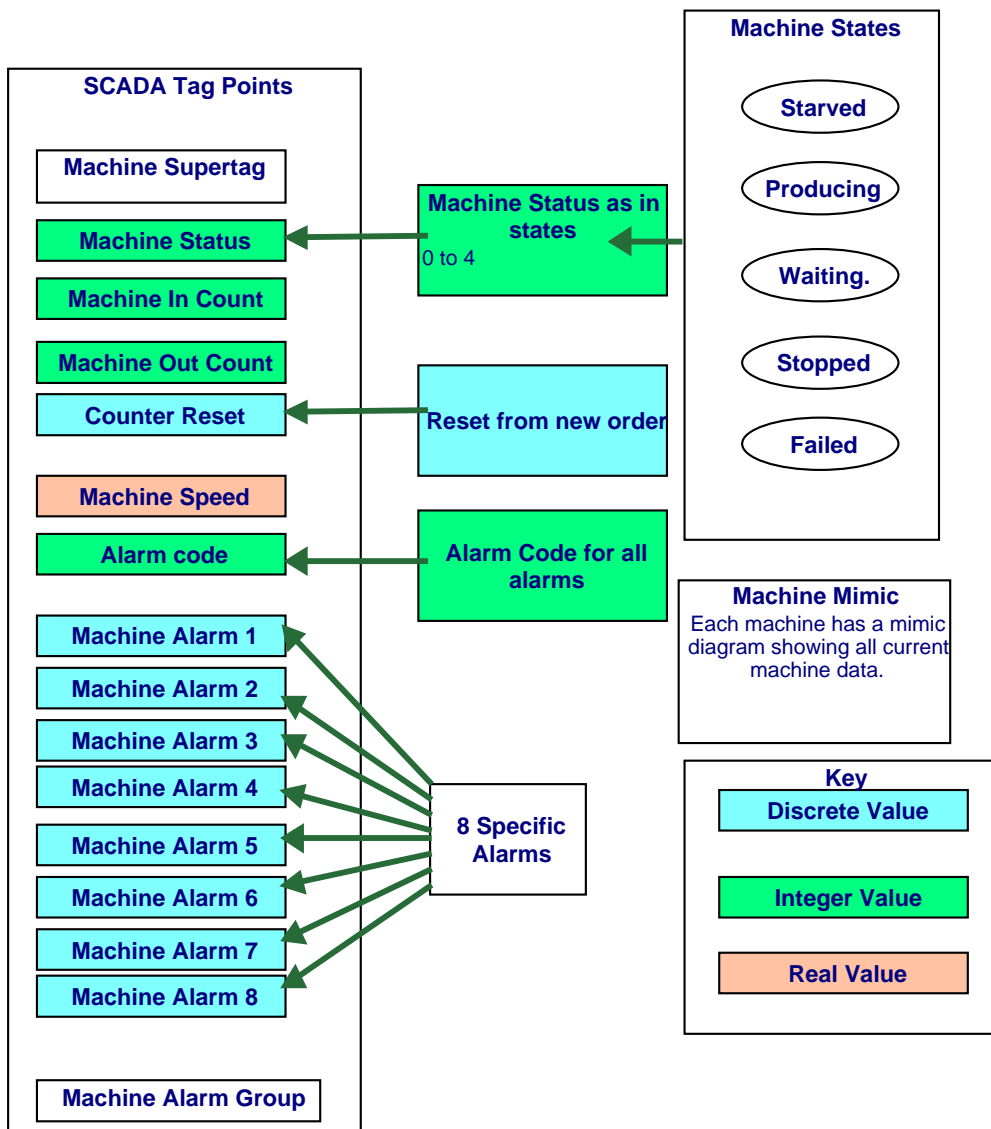 SCADA Tag Points
Machine Supertag
Machine Status
Machine In Count
Machine Out Count
Counter Reset
Machine Speed
Alarm code
Machine Alarm 1
Machine Alarm 2
Machine Alarm 3
Machine Alarm 4
Machine Alarm 5
Machine Alarm 6
Machine Alarm 7
Machine Alarm 8
Machine Alarm Group
Machine Status as in
states
0 to 4
Reset from new order
Alarm Code for all
alarms
8 Specific
Alarms
Machine States
Starved
Producing
Waiting.
Stopped
Failed
Machine Mimic
Each machine has a mimic
diagram showing all current
machine data.
Key
Discrete Value
Integer Value
Real Value